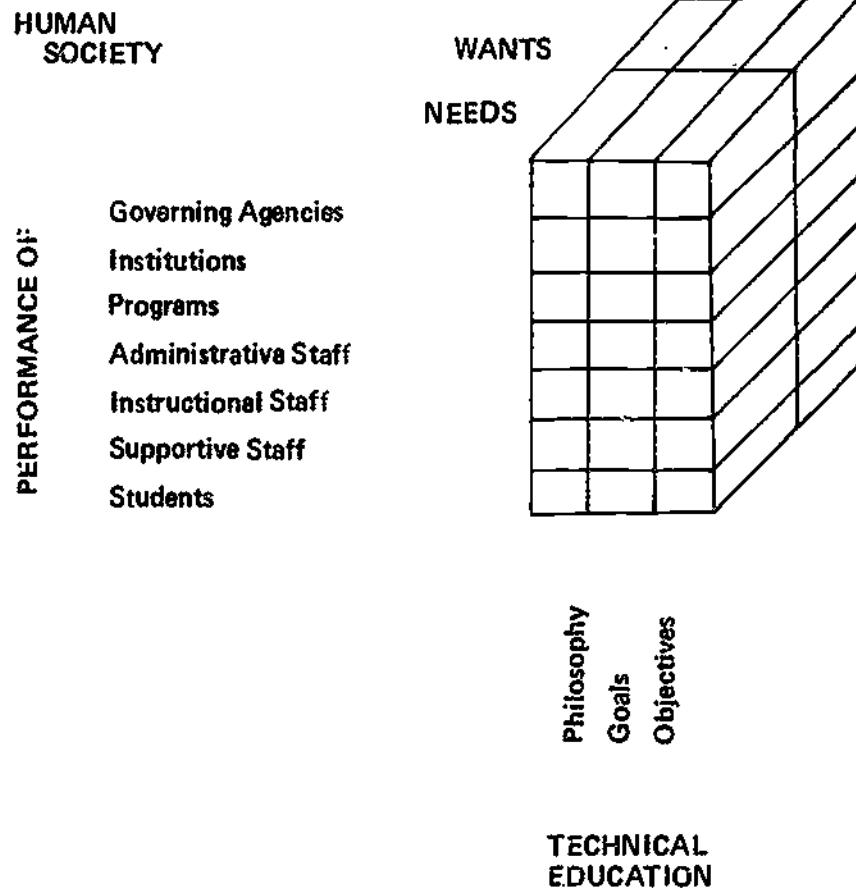 HUMAN
SOCIETY
WANTS
NEEDS
PERFORMANCE OF
Governing Agencies
Institutions
Programs
Administrative Staff
Instructional Staff
Supportive Staff
Students
Philosophy
Goals
Objectives
TECHNICAL
EDUCATION